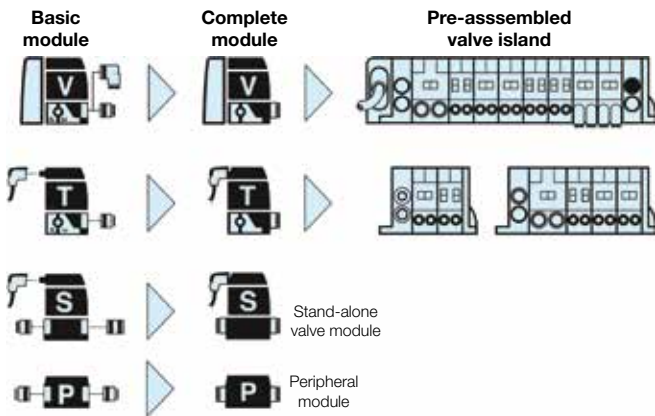 Basic
module
Complete
module
Pre-asssembled
valve island
V
V
T
T
S
S
Stand-alone
valve module
P
P
Peripheral
module